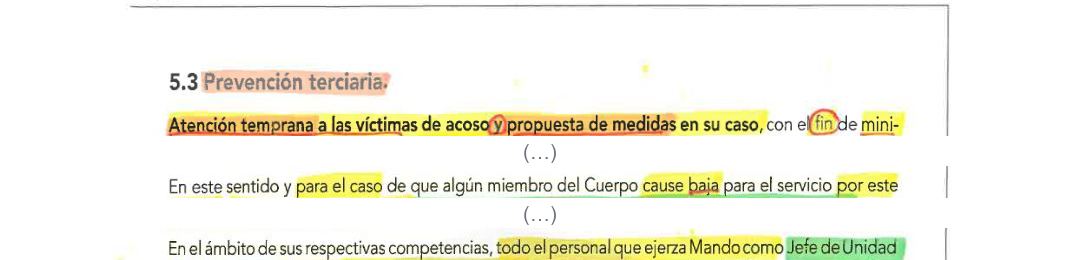 5.3 Prevención terciaria.
Atención temprana a las víctimas de acoso y propuesta de medidas en su caso, con el fin de mini-
(...)
En este sentido y para el caso de que algún miembro del Cuerpo cause baja para el servicio por este
(...)
En el ámbito de sus respectivas competencias, todo el personal que ejerza Mando como Jefe de Unidad